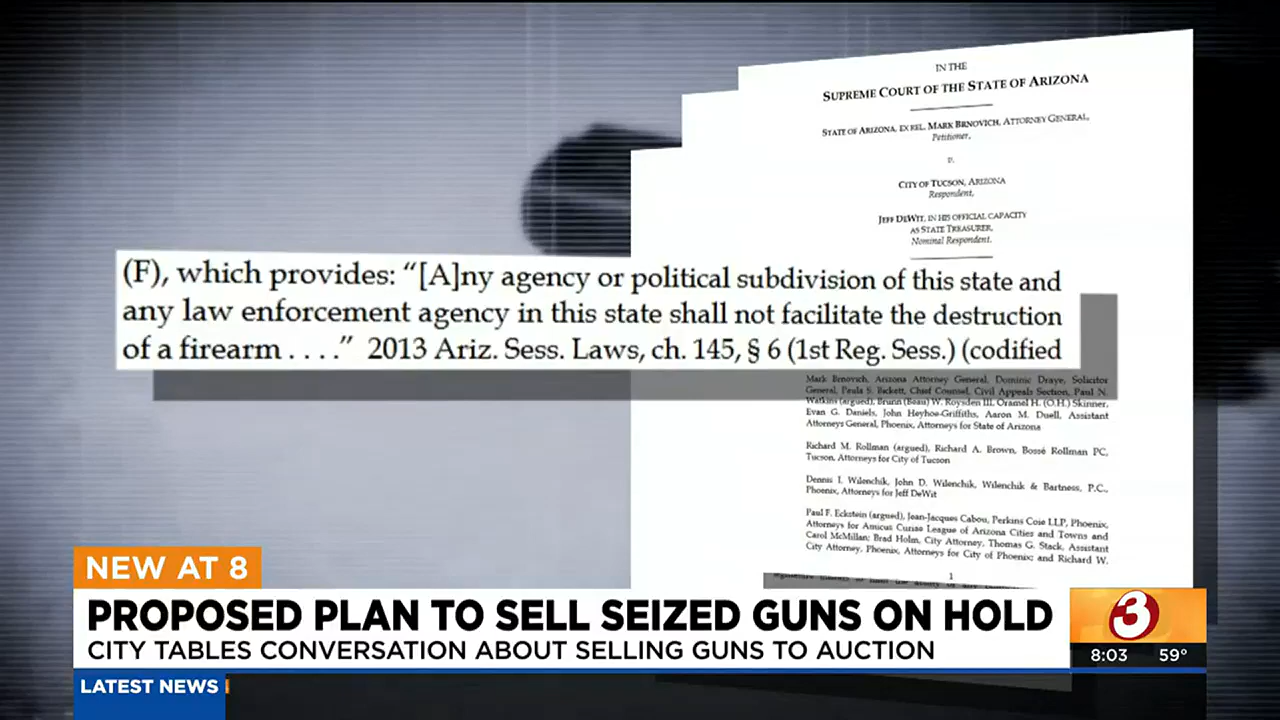 IN THE
SUPREME COURT OF THE STATE OF ARIZONA
STATE OF ARIZONA, EX REL. MARK BRNOVICH, ATTORNEY GENERAL,
Petitioner,
v.
CITY OF TUCSON, ARIZONA
Respondent,
JEFF DEWIT, IN HIS OFFICIAL CAPACITY
AS STATE TREASURER,
Nominal Respondent.
(F), which provides: “[A]ny agency or political subdivision of this state and
any law enforcement agency in this state shall not facilitate the destruction
of a firearm . . . .” 2013 Ariz. Sess. Laws, ch. 145, § 6 (1st Reg. Sess.) (codified
Mark Brnovich, Arizona Attorney General, Dominic Draye, Solicitor
General, Paula S. Bickett, Chief Counsel, Civil Appeals Section, Paul N.
Watkins (argued), Brunn (Beau) W. Roysden III, Oramel H. (O.H.) Skinner,
Evan G. Daniels, John Heyhoe-Griffiths, Aaron M. Duell, Assistant
Attorneys General, Phoenix, Attorneys for State of Arizona
Richard M. Rollman (argued), Richard A. Brown, Bossé Rollman PC,
Tucson, Attorneys for City of Tucson
Dennis I. Wilenchik, John D. Wilenchik, Wilenchik & Bartness, P.C.,
Phoenix, Attorneys for Jeff DeWit
Paul F. Eckstein (argued), Jean-Jacques Cabou, Perkins Coie LLP, Phoenix,
Attorneys for Amicus Curiae League of Arizona Cities and Towns and
Carol McMillan; Brad Holm, City Attorney, Thomas G. Stack, Assistant
City Attorney, Phoenix, Attorneys for City of Phoenix; and Richard W.
1
NEW AT 8
PROPOSED PLAN TO SELL SEIZED GUNS ON HOLD
CITY TABLES CONVERSATION ABOUT SELLING GUNS TO AUCTION
3
8:03 59°
LATEST NEWS